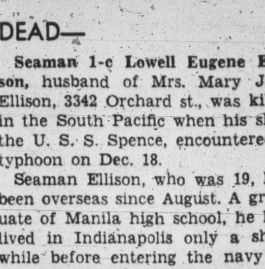 DEAD—
Seaman 1-c Lowell Eugene
son, husband of Mrs. Mary J
Ellison, 3342 Orchard st., was
in the South Pacific when his
the U. S. S. Spence, encountered
typhoon on Dec. 18.
Seaman Ellison, who was 19,
been overseas since August. A
uate of Manila high school, he
lived in Indianapolis only a
while before entering the navy